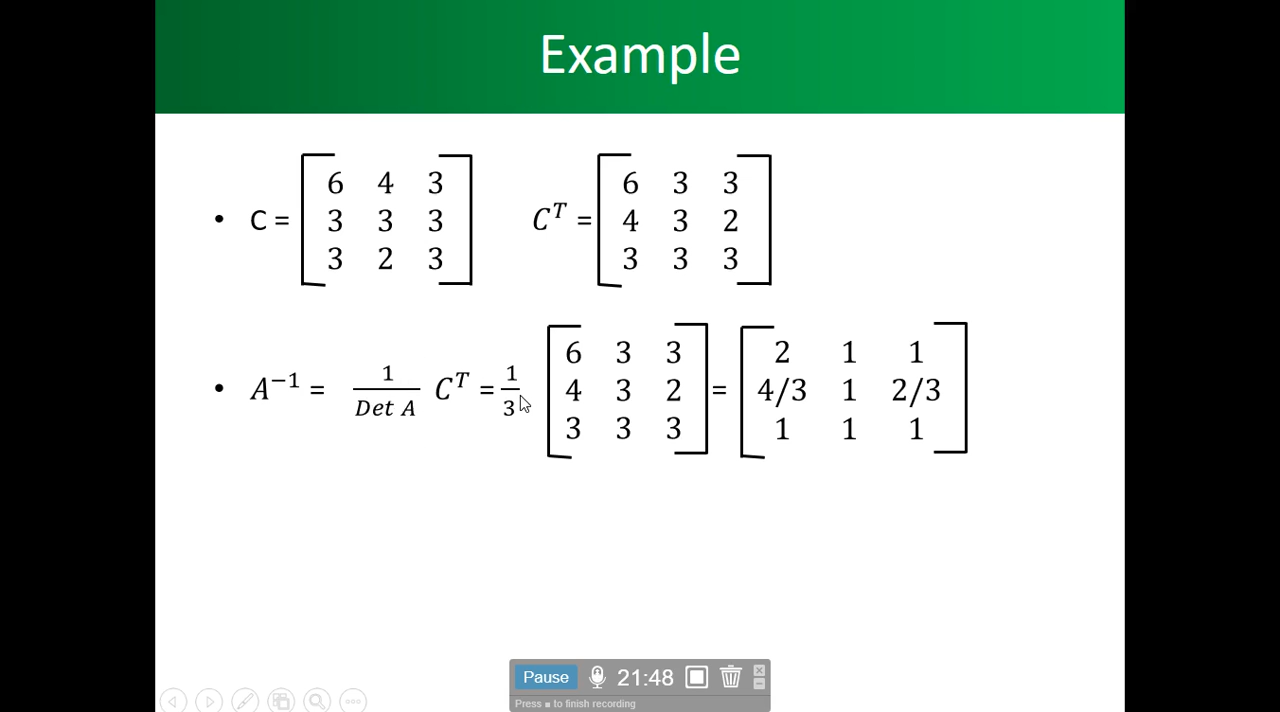 Example
• C = [6 4 3
3 3 3
3 2 3] C^T = [6 3 3
4 3 2
3 3 3]
• A^−1 = 1/Det A C^T = 1/3 [6 3 3
4 3 2
3 3 3] = [2 1 1
4/3 1 2/3
1 1 1]
Pause 21:48
Press ■ to finish recording